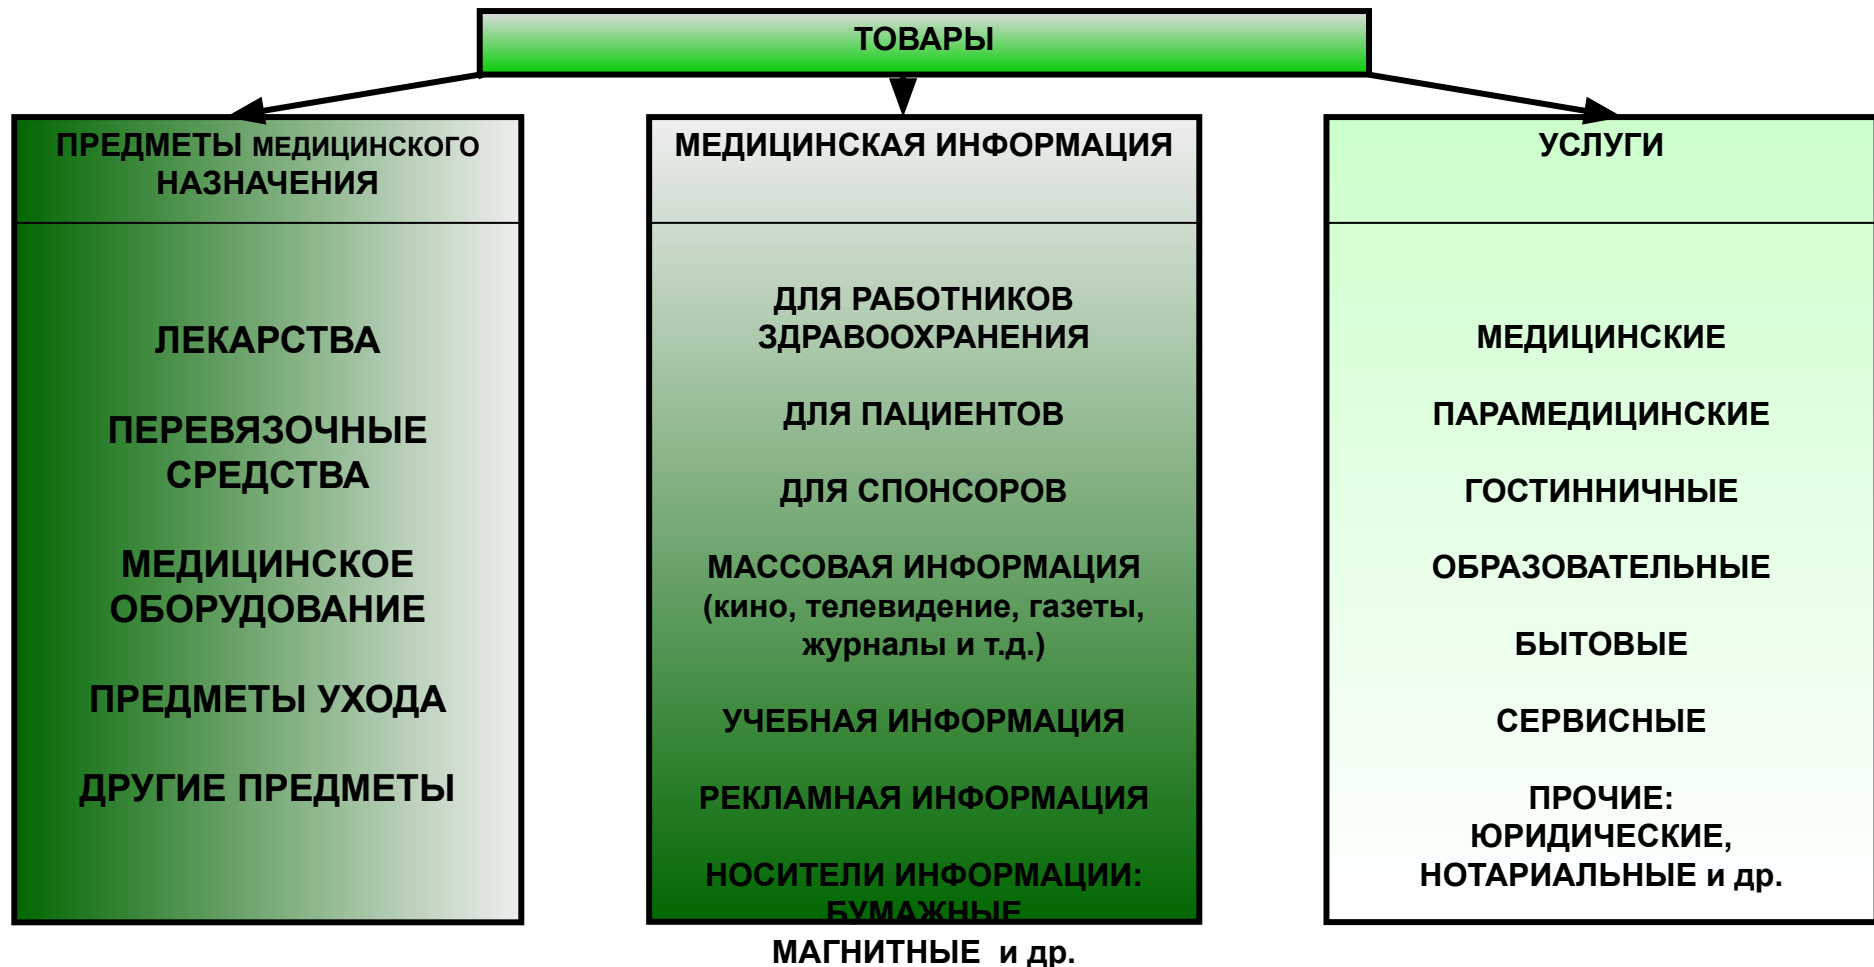 ТОВАРЫ
ПРЕДМЕТЫ МЕДИЦИНСКОГО
НАЗНАЧЕНИЯ
ЛЕКАРСТВА
ПЕРЕВЯЗОЧНЫЕ
СРЕДСТВА
МЕДИЦИНСКОЕ
ОБОРУДОВАНИЕ
ПРЕДМЕТЫ УХОДА
ДРУГИЕ ПРЕДМЕТЫ
МЕДИЦИНСКАЯ ИНФОРМАЦИЯ
ДЛЯ РАБОТНИКОВ
ЗДРАВООХРАНЕНИЯ
ДЛЯ ПАЦИЕНТОВ
ДЛЯ СПОНСОРОВ
МАССОВАЯ ИНФОРМАЦИЯ
(кино, телевидение, газеты,
журналы и т.д.)
УЧЕБНАЯ ИНФОРМАЦИЯ
РЕКЛАМНАЯ ИНФОРМАЦИЯ
НОСИТЕЛИ ИНФОРМАЦИИ:
БУМАЖНЫЕ
МАГНИТНЫЕ и др.
УСЛУГИ
МЕДИЦИНСКИЕ
ПАРАМЕДИЦИНСКИЕ
ГОСТИННИЧНЫЕ
ОБРАЗОВАТЕЛЬНЫЕ
БЫТОВЫЕ
СЕРВИСНЫЕ
ПРОЧИЕ:
ЮРИДИЧЕСКИЕ,
НОТАРИАЛЬНЫЕ и др.